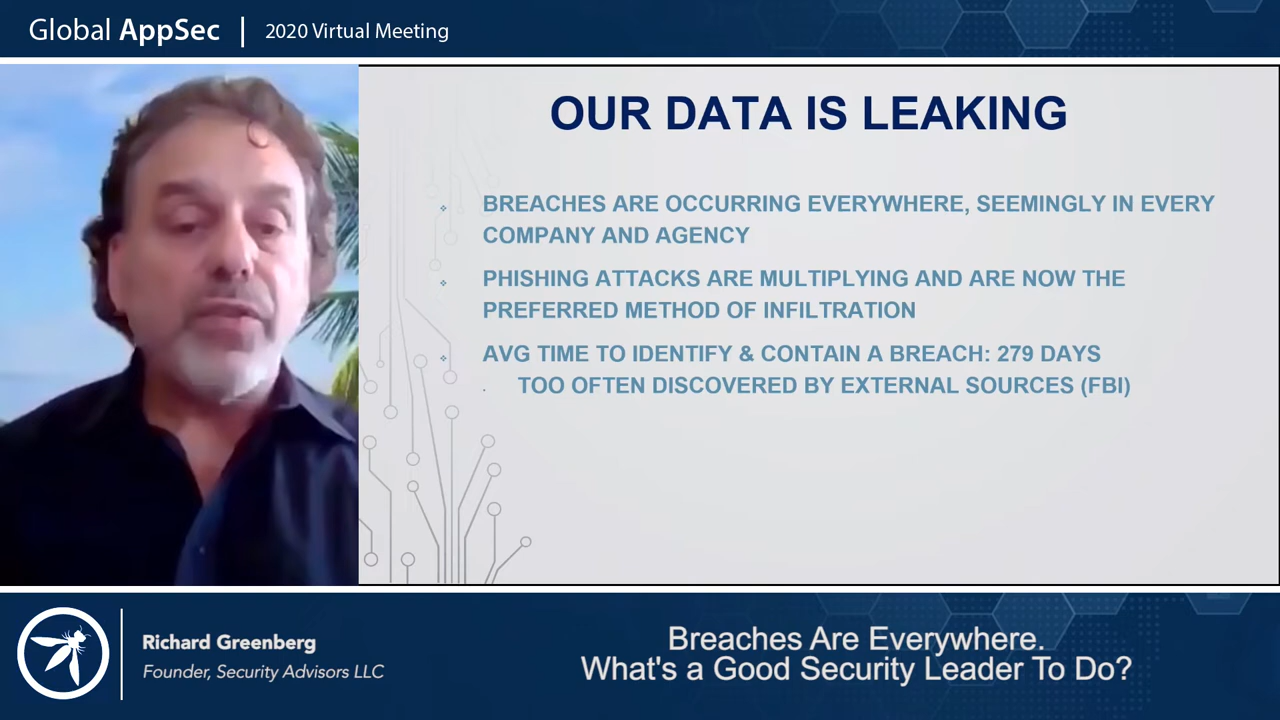 Global AppSec | 2020 Virtual Meeting
OUR DATA IS LEAKING
BREACHES ARE OCCURRING EVERYWHERE, SEEMINGLY IN EVERY
COMPANY AND AGENCY
PHISHING ATTACKS ARE MULTIPLYING AND ARE NOW THE
PREFERRED METHOD OF INFILTRATION
AVG TIME TO IDENTIFY & CONTAIN A BREACH: 279 DAYS
TOO OFTEN DISCOVERED BY EXTERNAL SOURCES (FBI)
Richard Greenberg
Founder, Security Advisors LLC
Breaches Are Everywhere.
What's a Good Security Leader To Do?